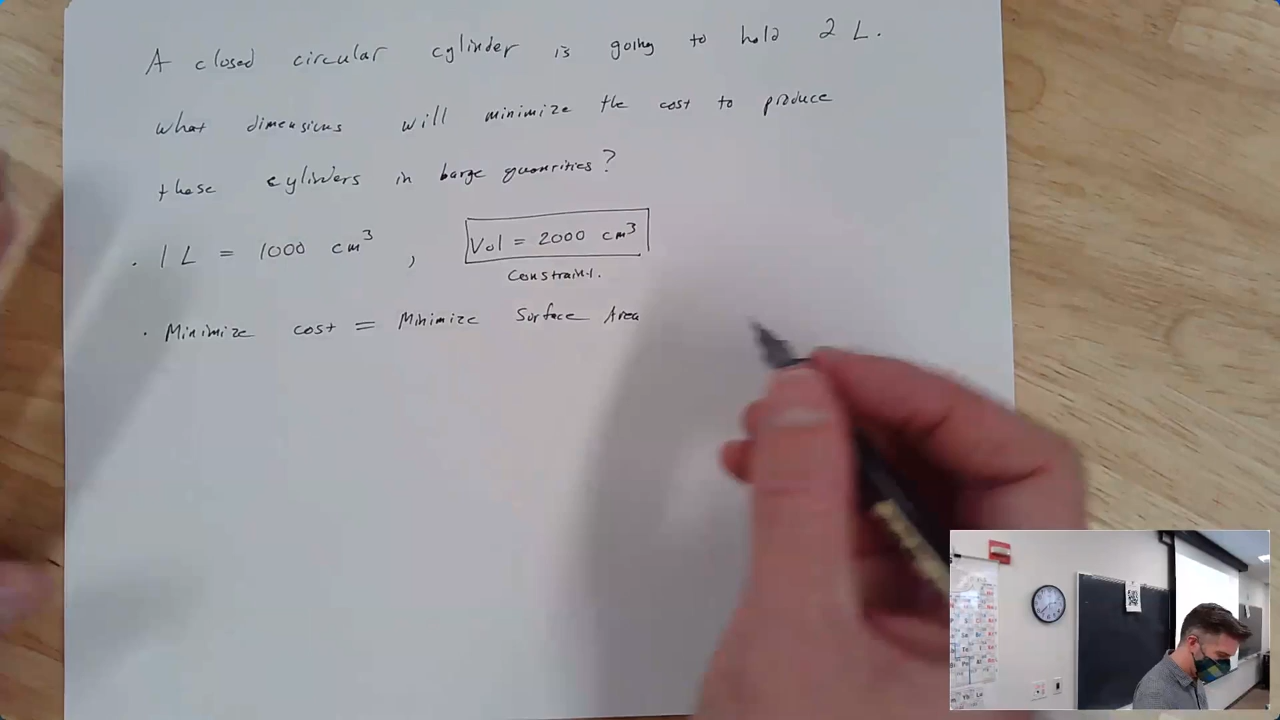 A closed circular cylinder is going to hold 2 L.
what dimensions will minimize the cost to produce
these cylinders in large quantities?
· 1 L = 1000 cm³ , Vol = 2000 cm³
Constraint.
· Minimize cost = Minimize Surface Area